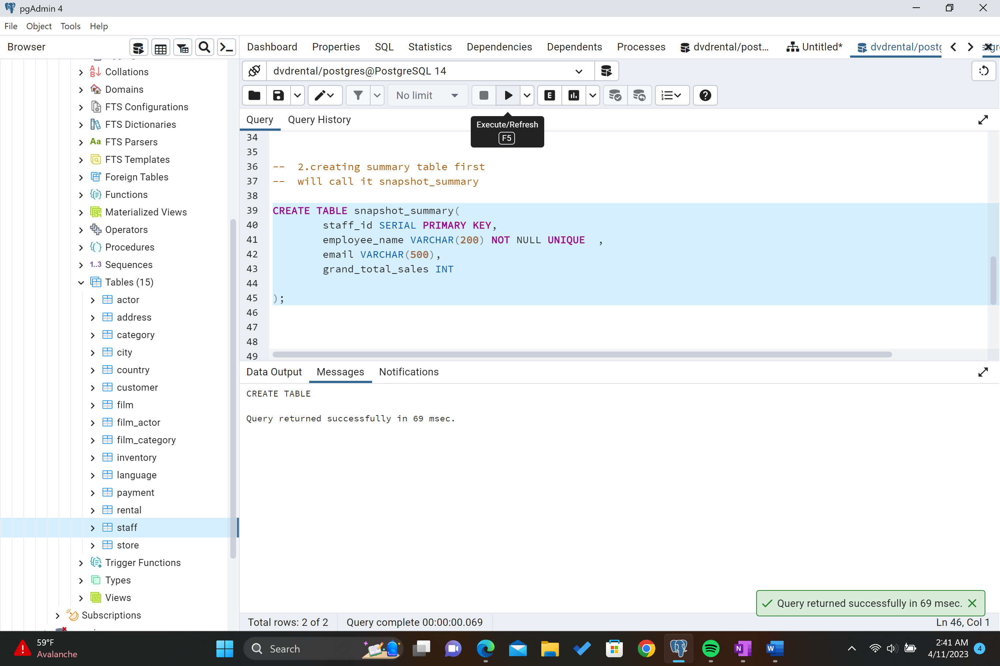 pgAdmin 4
File Object Tools Help
Browser
Dashboard Properties SQL Statistics Dependencies Dependents Processes dvdrental/post... Untitled* dvdrental/postg
dvdrental/postgres@PostgreSQL 14
No limit
E
Query Query History
Execute/Refresh
F5
Collations
Domains
FTS Configurations
FTS Dictionaries
Aa FTS Parsers
FTS Templates
Foreign Tables
Functions
Materialized Views
Operators
Procedures
1..3 Sequences
Tables (15)
actor
address
category
city
country
customer
film
film_actor
film_category
inventory
language
payment
rental
staff
store
Trigger Functions
Types
Views
Subscriptions
34
35
36 -- 2.creating summary table first
37 -- will call it snapshot_summary
38
39 CREATE TABLE snapshot_summary(
40 staff_id SERIAL PRIMARY KEY,
41 employee_name VARCHAR(200) NOT NULL UNIQUE ,
42 email VARCHAR(500),
43 grand_total_sales INT
44
45 );
46
47
48
49
Data Output Messages Notifications
CREATE TABLE
Query returned successfully in 69 msec.
Query returned successfully in 69 msec.
Total rows: 2 of 2 Query complete 00:00:00.069 Ln 46, Col 1
59°F
Avalanche
Search
2:41 AM
4/11/2023
4